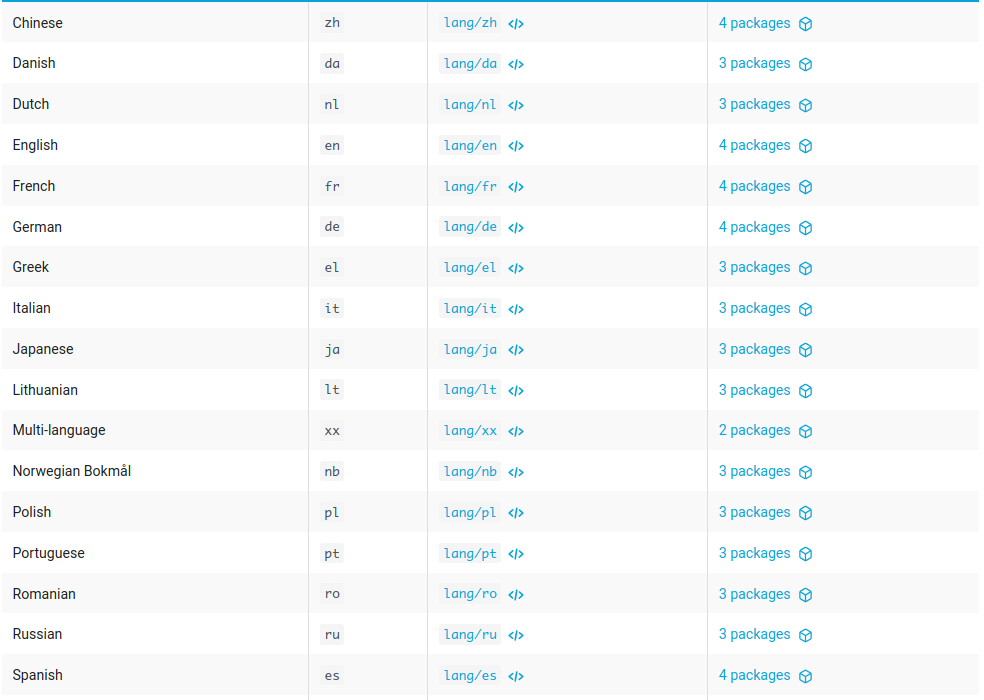 Chinese zh lang/zh </> 4 packages
Danish da lang/da </> 3 packages
Dutch nl lang/nl </> 3 packages
English en lang/en </> 4 packages
French fr lang/fr </> 4 packages
German de lang/de </> 4 packages
Greek el lang/el </> 3 packages
Italian it lang/it </> 3 packages
Japanese ja lang/ja </> 3 packages
Lithuanian lt lang/lt </> 3 packages
Multi-language xx lang/xx </> 2 packages
Norwegian Bokmål nb lang/nb </> 3 packages
Polish pl lang/pl </> 3 packages
Portuguese pt lang/pt </> 3 packages
Romanian ro lang/ro </> 3 packages
Russian ru lang/ru </> 3 packages
Spanish es lang/es </> 4 packages